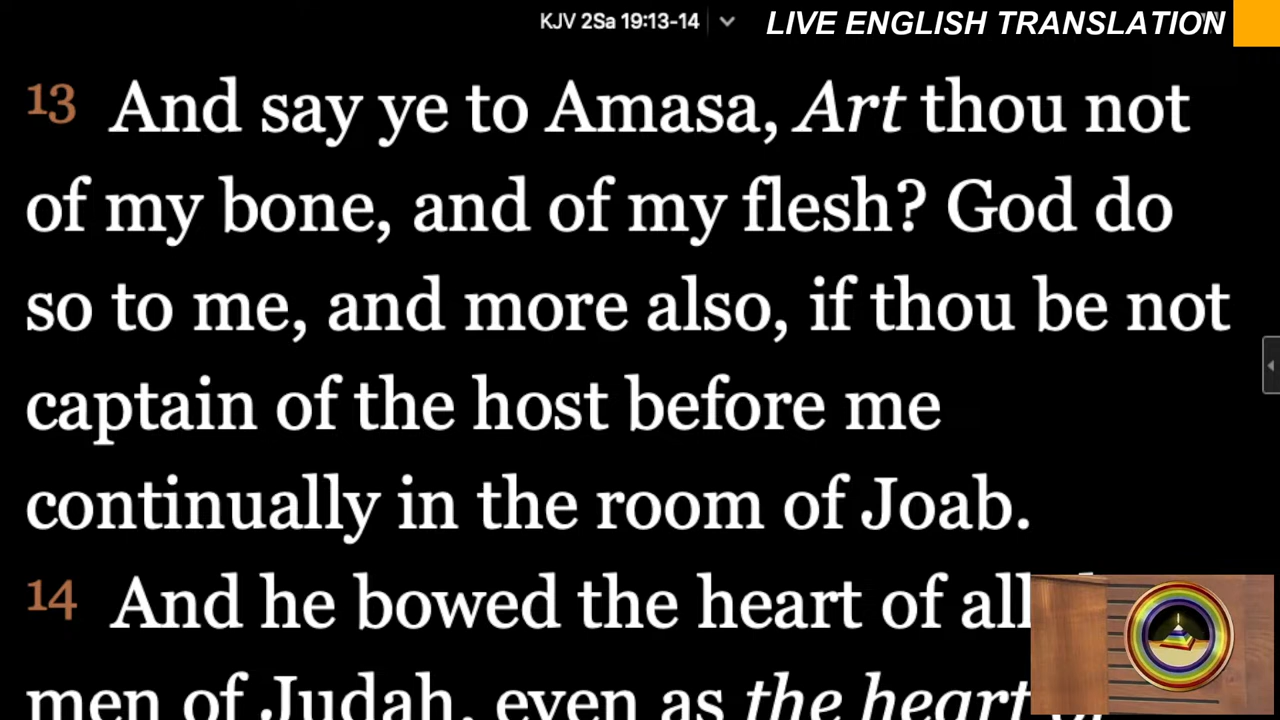 KJV 2Sa 19:13-14
LIVE ENGLISH TRANSLATION
13 And say ye to Amasa, Art thou not
of my bone, and of my flesh? God do
so to me, and more also, if thou be not
captain of the host before me
continually in the room of Joab.
14 And he bowed the heart of all
men of Judah, even as the heart